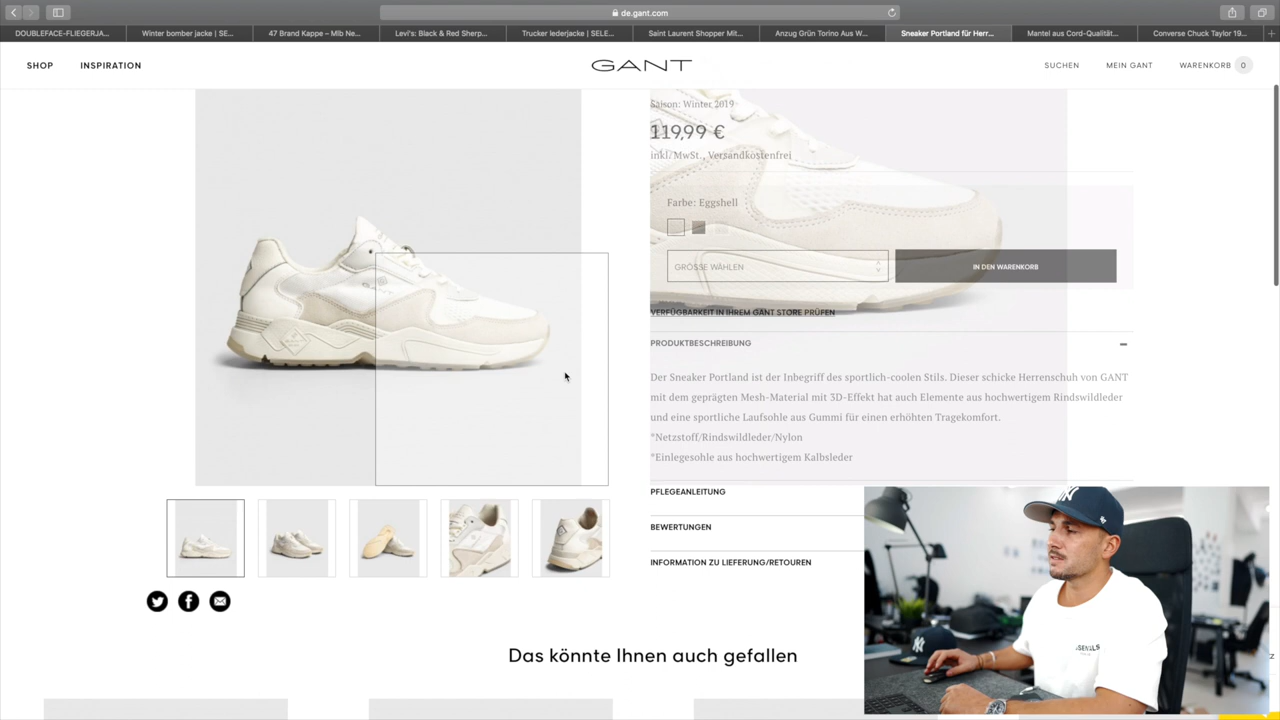 de.gant.com
DOUBLEFACE-FLIEGERJA...
Winter bomber jacke | SE...
47 Brand Kappe – Mlb Ne...
Levi's: Black & Red Sherp...
Trucker lederjacke | SELE...
Saint Laurent Shopper Mit...
Anzug Grün Torino Aus W...
Sneaker Portland für Herr...
Mantel aus Cord-Qualität...
Converse Chuck Taylor 19...
SHOP
INSPIRATION
GANT
SUCHEN
MEIN GANT
WARENKORB
0
Saison: Winter 2019
119,99 €
inkl. MwSt., Versandkostenfrei
Farbe: Eggshell
GRÖSSE WÄHLEN
IN DEN WARENKORB
VERFÜGBARKEIT IN IHREM GANT STORE PRÜFEN
PRODUKTBESCHREIBUNG
Der Sneaker Portland ist der Inbegriff des sportlich-coolen Stils. Dieser schicke Herrenschuh von GANT
mit dem geprägten Mesh-Material mit 3D-Effekt hat auch Elemente aus hochwertigem Rindswildleder
und eine sportliche Laufsohle aus Gummi für einen erhöhten Tragekomfort.
*Netzstoff/Rindswildleder/Nylon
*Einlegesohle aus hochwertigem Kalbsleder
PFLEGEANLEITUNG
BEWERTUNGEN
INFORMATION ZU LIEFERUNG/RETOUREN
Das könnte Ihnen auch gefallen
GANT